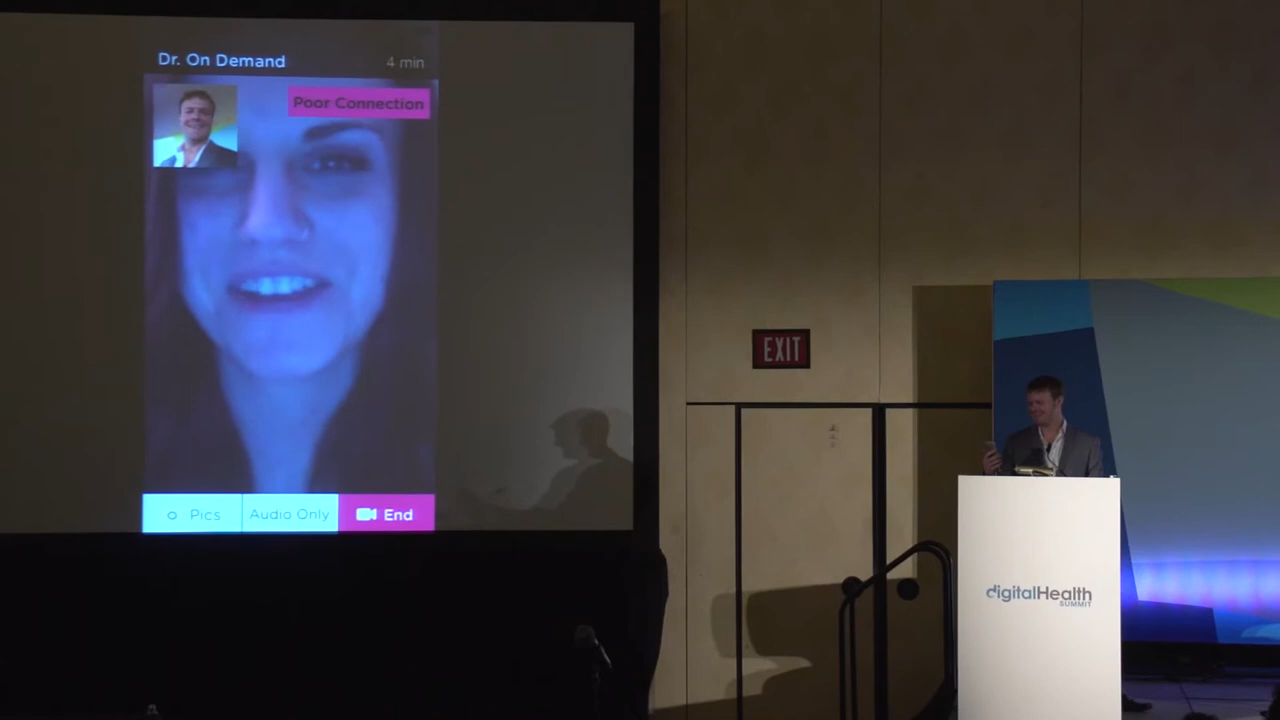 Dr. On Demand
4 min
Poor Connection
Pics
Audio Only
End
EXIT
digitalHealth
SUMMIT